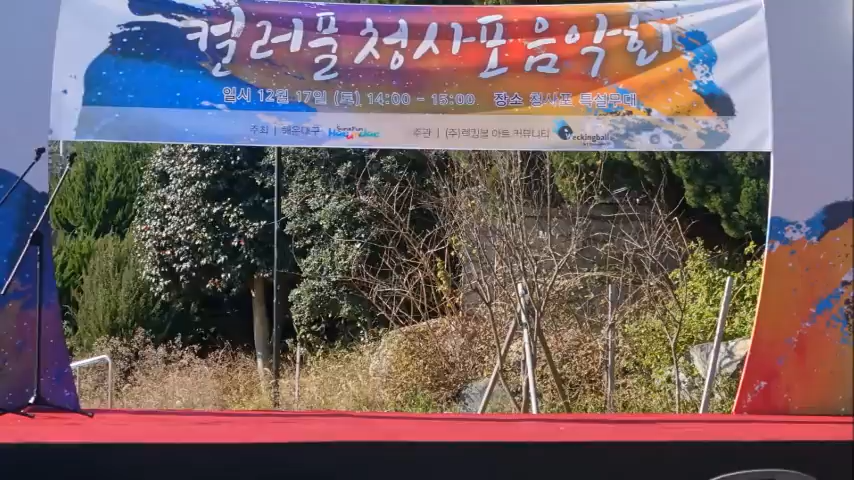 컬러풀 청사포 음악회
일시 12월 17일 (토) 14:00 - 15:00 장소 청사포 특설무대
주최 | 해운대구 주관 | (주)렉킹볼 아트 커뮤니티